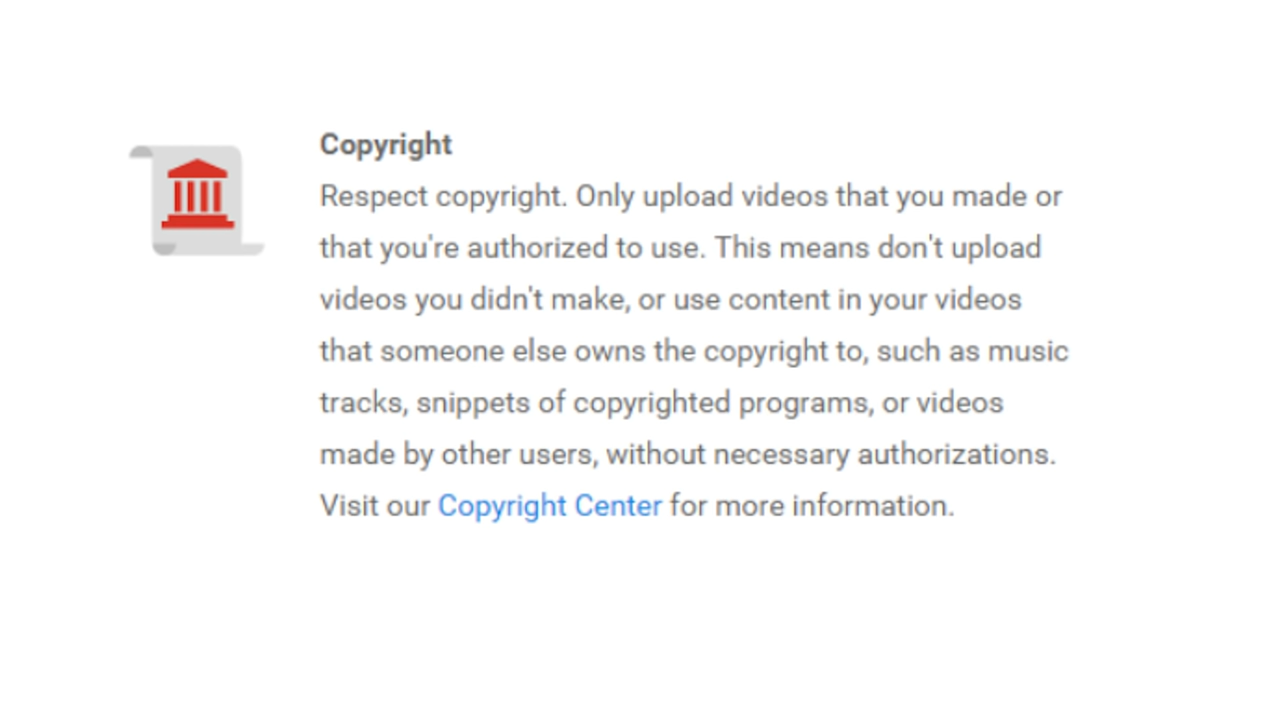 Copyright
Respect copyright. Only upload videos that you made or
that you're authorized to use. This means don't upload
videos you didn't make, or use content in your videos
that someone else owns the copyright to, such as music
tracks, snippets of copyrighted programs, or videos
made by other users, without necessary authorizations.
Visit our Copyright Center for more information.